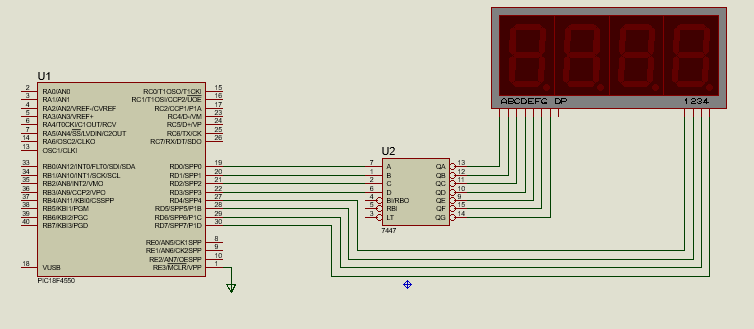 U1
2 RA0/AN0 RC0/T1OSO/T1CKI 15
3 RA1/AN1 RC1/T1OSI/CCP2/UOE 16
4 RA2/AN2/VREF-/CVREF RC2/CCP1/P1A 17
5 RA3/AN3/VREF+ RC4/D-/VM 23
6 RA4/T0CKI/C1OUT/RCV RC5/D+/VP 24
7 RA5/AN4/SS/LVDIN/C2OUT RC6/TX/CK 25
14 RA6/OSC2/CLKO RC7/RX/DT/SDO 26
13 OSC1/CLKI
33 RB0/AN12/INT0/FLT0/SDI/SDA RD0/SPP0 19
34 RB1/AN10/INT1/SCK/SCL RD1/SPP1 20
35 RB2/AN8/INT2/VMO RD2/SPP2 21
36 RB3/AN9/CCP2/VPO RD3/SPP3 22
37 RB4/AN11/KBI0/CSSPP RD4/SPP4 27
38 RB5/KBI1/PGM RD5/SPP5/P1B 28
39 RB6/KBI2/PGC RD6/SPP6/P1C 29
40 RB7/KBI3/PGD RD7/SPP7/P1D 30
RE0/AN5/CK1SPP 8
RE1/AN6/CK2SPP 9
RE2/AN7/OESPP 10
18 VUSB RE3/MCLR/VPP 1
PIC18F4550
U2
7 A QA 13
1 B QB 12
2 C QC 11
6 D QD 10
4 BI/RBO QE 9
5 RBI QF 15
3 LT QG 14
7447
ABCDEFG DP 1234